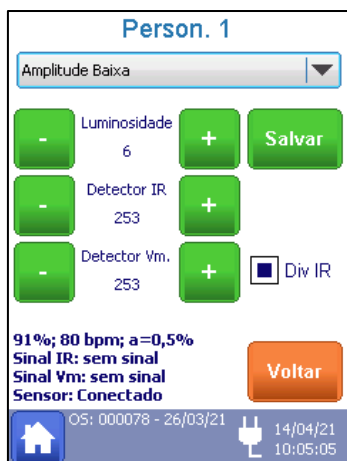 Person. 1
Amplitude Baixa
- Luminosidade + Salvar
6
- Detector IR +
253
- Detector Vm. + Div IR
253
91%; 80 bpm; a=0,5%
Sinal IR: sem sinal
Sinal Vm: sem sinal
Sensor: Conectado
Voltar
OS: 000078 - 26/03/21
14/04/21
10:05:05